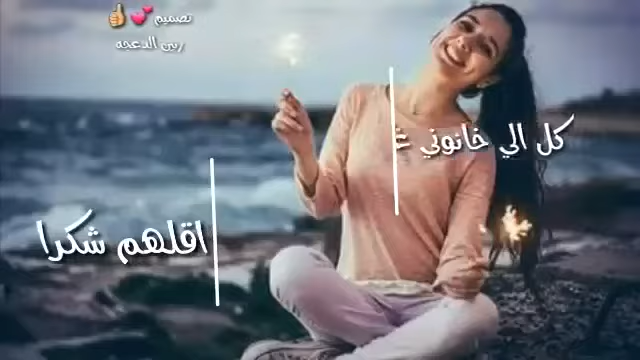 تصميم 💕👍
كل الي خانوني غ
اقلهم شكرا